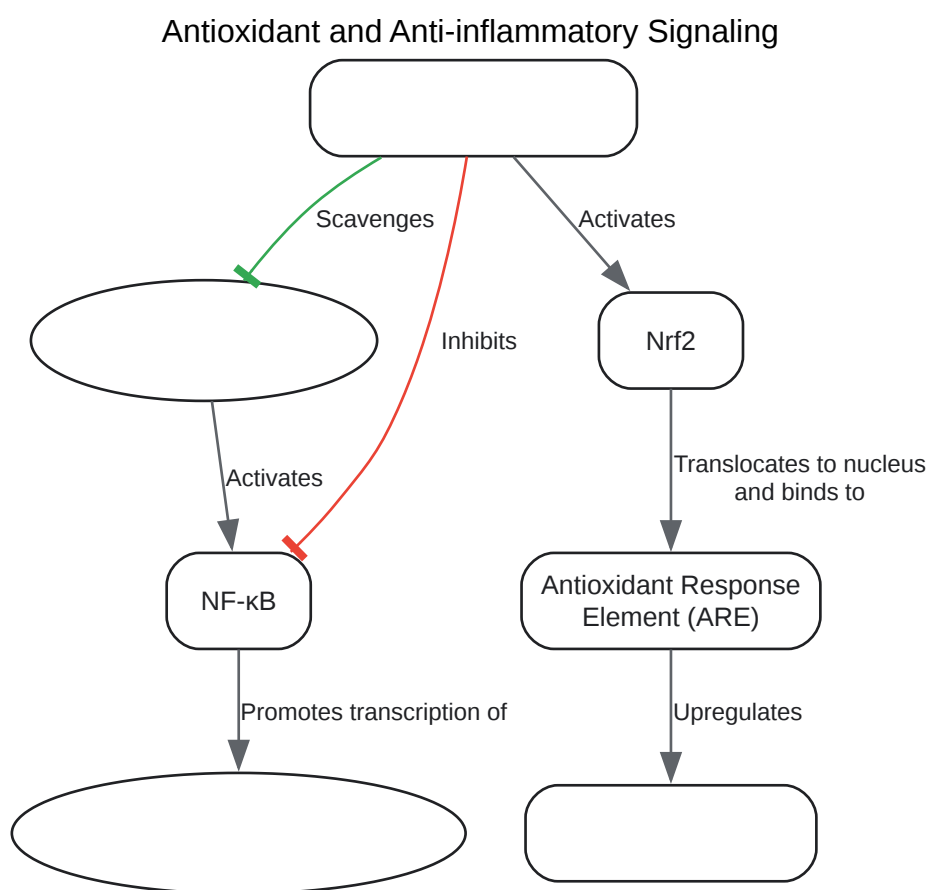 Antioxidant and Anti-inflammatory Signaling
Scavenges
Activates
Inhibits
Nrf2
Activates
Translocates to nucleus
and binds to
NF-κB
Antioxidant Response
Element (ARE)
Promotes transcription of
Upregulates